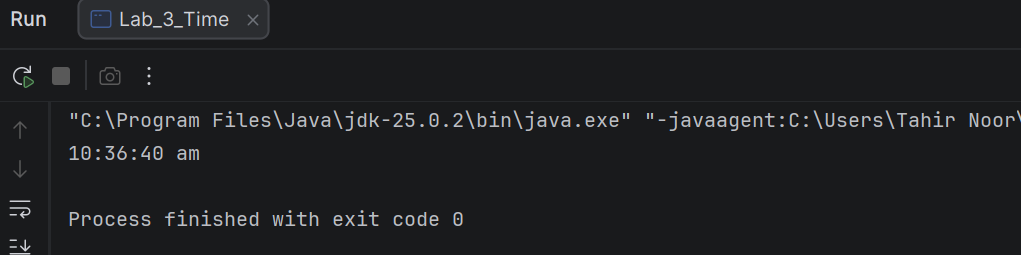 Run Lab_3_Time
"C:\Program Files\Java\jdk-25.0.2\bin\java.exe" "-javaagent:C:\Users\Tahir Noor\
10:36:40 am
Process finished with exit code 0